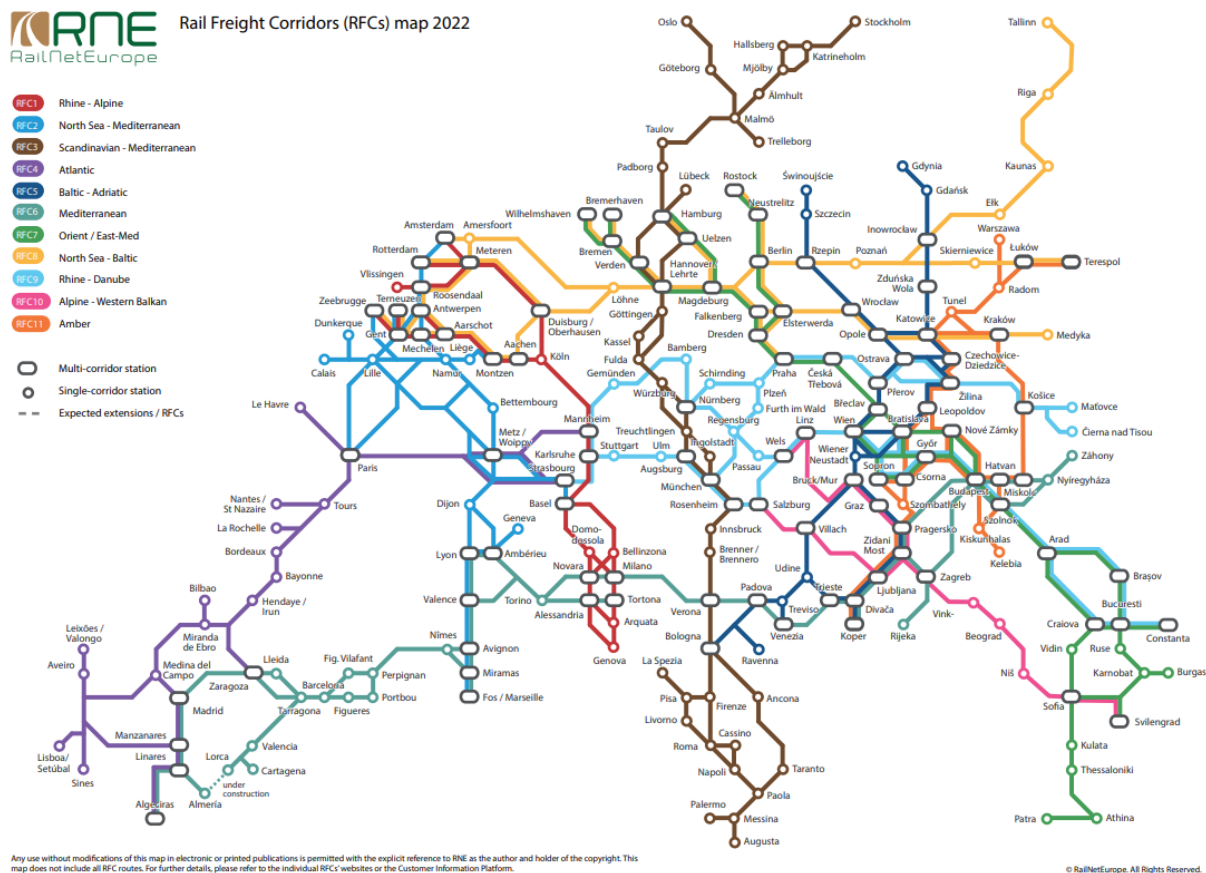 RNE
RailNetEurope
Rail Freight Corridors (RFCs) map 2022
RFC1 Rhine - Alpine
RFC2 North Sea - Mediterranean
RFC3 Scandinavian - Mediterranean
RFC4 Atlantic
RFC5 Baltic - Adriatic
RFC6 Mediterranean
RFC7 Orient / East-Med
RFC8 North Sea - Baltic
RFC9 Rhine - Danube
RFC10 Alpine - Western Balkan
RFC11 Amber
Multi-corridor station
Single-corridor station
Expected extensions / RFCs
Oslo
Stockholm
Tallinn
Hallsberg
Katrineholm
Göteborg
Mjölby
Älmhult
Riga
Malmö
Taulov
Trelleborg
Padborg
Kaunas
Gdynia
Lübeck
Rostock
Świnoujście
Gdańsk
Wilhelmshaven
Bremerhaven
Hamburg
Neustrelitz
Szczecin
Ełk
Amsterdam
Amersfoort
Uelzen
Inowrocław
Warszawa
Rotterdam
Meteren
Bremen
Verden
Hannover/
Lehrte
Berlin
Rzepin
Poznań
Skierniewice
Łuków
Terespol
Vlissingen
Roosendaal
Löhne
Magdeburg
Zduńska
Wola
Radom
Zeebrugge
Terneuzen
Antwerpen
Göttingen
Falkenberg
Elsterwerda
Wrocław
Tunel
Dunkerque
Gent
Aarschot
Duisburg /
Oberhausen
Dresden
Opole
Katowice
Kraków
Medyka
Mechelen
Liège
Aachen
Kassel
Calais
Lille
Namur
Montzen
Köln
Fulda
Bamberg
Praha
Česká
Třebová
Ostrava
Czechowice-
Dziedzice
Gemünden
Schirnding
Plzeň
Přerov
Žilina
Le Havre
Bettembourg
Würzburg
Nürnberg
Furth im Wald
Břeclav
Leopoldov
Košice
Maťovce
Mannheim
Regensburg
Linz
Wien
Bratislava
Nové Zámky
Čierna nad Tisou
Metz /
Woippy
Karlsruhe
Stuttgart
Ulm
Treuchtlingen
Ingolstadt
Wels
Wiener
Neustadt
Győr
Záhony
Paris
Strasbourg
Augsburg
Passau
Sopron
Csorna
Hatvan
Bruck/Mur
Budapest
Miskolc
Nyíregyháza
München
Nantes /
St Nazaire
Tours
Dijon
Basel
Rosenheim
Salzburg
Graz
Szombathely
Szolnok
La Rochelle
Geneva
Domo-
dossola
Innsbruck
Villach
Pragersko
Kiskunhalas
Arad
Bordeaux
Lyon
Ambérieu
Bellinzona
Brenner /
Brennero
Zidani
Most
Kelebia
Bayonne
Novara
Milano
Udine
Ljubljana
Zagreb
Brașov
Bilbao
Hendaye /
Irun
Valence
Torino
Alessandria
Tortona
Verona
Padova
Treviso
Trieste
Divača
Vink-
București
Leixões /
Valongo
Miranda
de Ebro
Nîmes
Avignon
Arquata
Bologna
Venezia
Koper
Rijeka
Beograd
Craiova
Constanta
Aveiro
Medina del
Campo
Lleida
Fig. Vilafant
Perpignan
Miramas
Genova
La Spezia
Ravenna
Niš
Vidin
Ruse
Karnobat
Burgas
Zaragoza
Barcelona
Portbou
Fos / Marseille
Madrid
Tarragona
Figueres
Pisa
Firenze
Ancona
Sofia
Svilengrad
Livorno
Manzanares
Valencia
Roma
Cassino
Kulata
Lisboa/
Setúbal
Linares
Lorca
Cartagena
Napoli
Taranto
Thessaloniki
Sines
under
construction
Algeciras
Almería
Paola
Palermo
Messina
Patra
Athina
Augusta
Any use without modifications of this map in electronic or printed publications is permitted with the explicit reference to RNE as the author and holder of the copyright. This
map does not include all RFC routes. For further details, please refer to the individual RFCs' websites or the Customer Information Platform.
© RailNetEurope. All Rights Reserved.